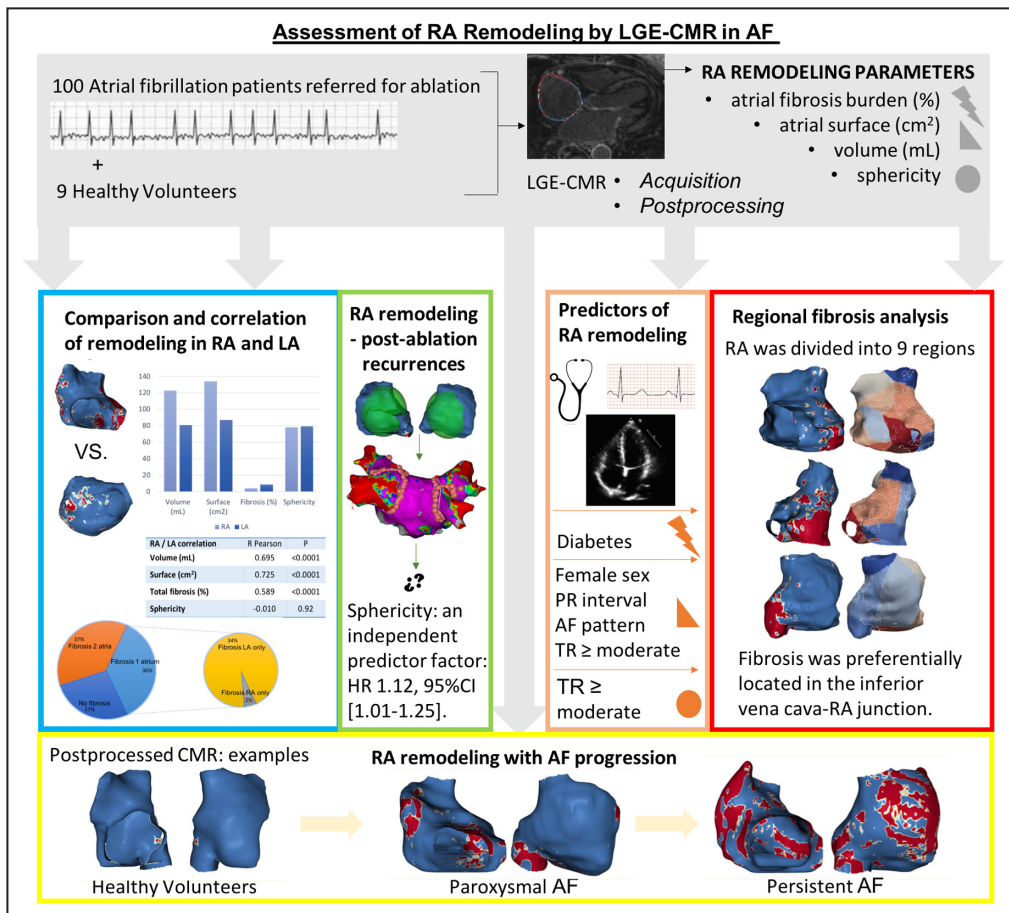 Assessment of RA Remodeling by LGE-CMR in AF
100 Atrial fibrillation patients referred for ablation
+
9 Healthy Volunteers
LGE-CMR
• Acquisition
• Postprocessing
RA REMODELING PARAMETERS
• atrial fibrosis burden (%)
• atrial surface (cm²)
• volume (mL)
• sphericity
Comparison and correlation
of remodeling in RA and LA
VS.
140
120
100
80
60
40
20
0
Volume
(mL)
Surface
(cm2)
Fibrosis (%)
Sphericity
RA LA
RA / LA correlation R Pearson P
Volume (mL) 0.695 <0.0001
Surface (cm²) 0.725 <0.0001
Total fibrosis (%) 0.589 <0.0001
Sphericity -0.010 0.92
37%
Fibrosis 2 atria
Fibrosis 1 atrium
36%
No fibrosis
27%
34%
Fibrosis LA only
Fibrosis RA only
2%
RA remodeling
- post-ablation
recurrences
¿?
Sphericity: an
independent
predictor factor:
HR 1.12, 95%CI
[1.01-1.25].
Predictors of
RA remodeling
Diabetes
Female sex
PR interval
AF pattern
TR ≥ moderate
TR ≥
moderate
Regional fibrosis analysis
RA was divided into 9 regions
Fibrosis was preferentially
located in the inferior
vena cava-RA junction.
Postprocessed CMR: examples
RA remodeling with AF progression
Healthy Volunteers
Paroxysmal AF
Persistent AF